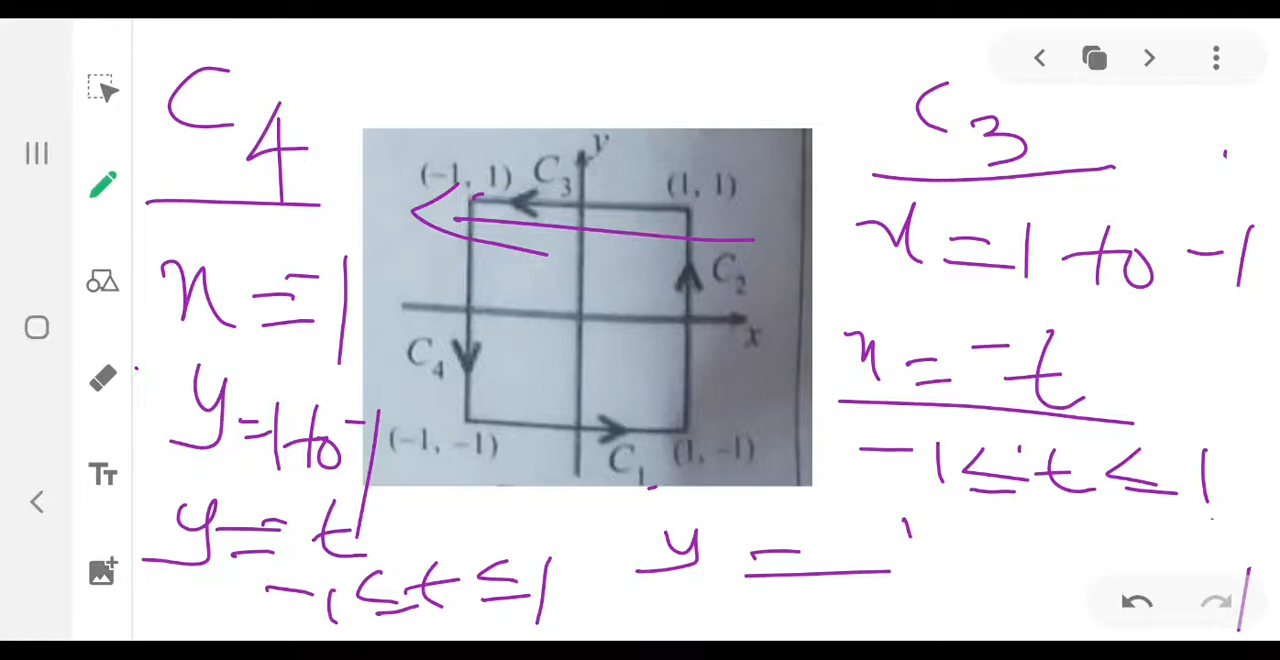 C4
x = 1
y = 1 to -1
y = t
-1 ≤ t ≤ 1
y
(-1, 1)
C3
(1, 1)
C2
x
C4
(-1, -1)
C1
(1, -1)
y =
C3
x = 1 to -1
x = -t
-1 ≤ t ≤ 1
TT